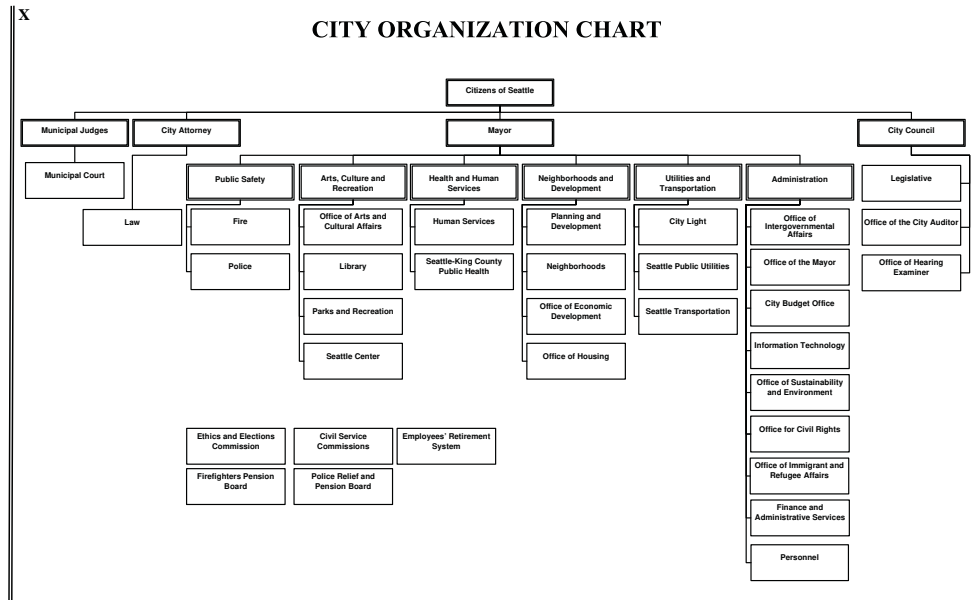 X
CITY ORGANIZATION CHART
Citizens of Seattle
Municipal Judges
City Attorney
Mayor
City Council
Municipal Court
Public Safety
Arts, Culture and
Recreation
Health and Human
Services
Neighborhoods and
Development
Utilities and
Transportation
Administration
Legislative
Law
Fire
Office of Arts and
Cultural Affairs
Human Services
Planning and
Development
City Light
Office of
Intergovernmental
Affairs
Office of the City Auditor
Police
Library
Seattle-King County
Public Health
Neighborhoods
Seattle Public Utilities
Office of the Mayor
Office of Hearing
Examiner
Parks and Recreation
Office of Economic
Development
Seattle Transportation
City Budget Office
Seattle Center
Office of Housing
Information Technology
Office of Sustainability
and Environment
Ethics and Elections
Commission
Civil Service
Commissions
Employees' Retirement
System
Office for Civil Rights
Firefighters Pension
Board
Police Relief and
Pension Board
Office of Immigrant and
Refugee Affairs
Finance and
Administrative Services
Personnel